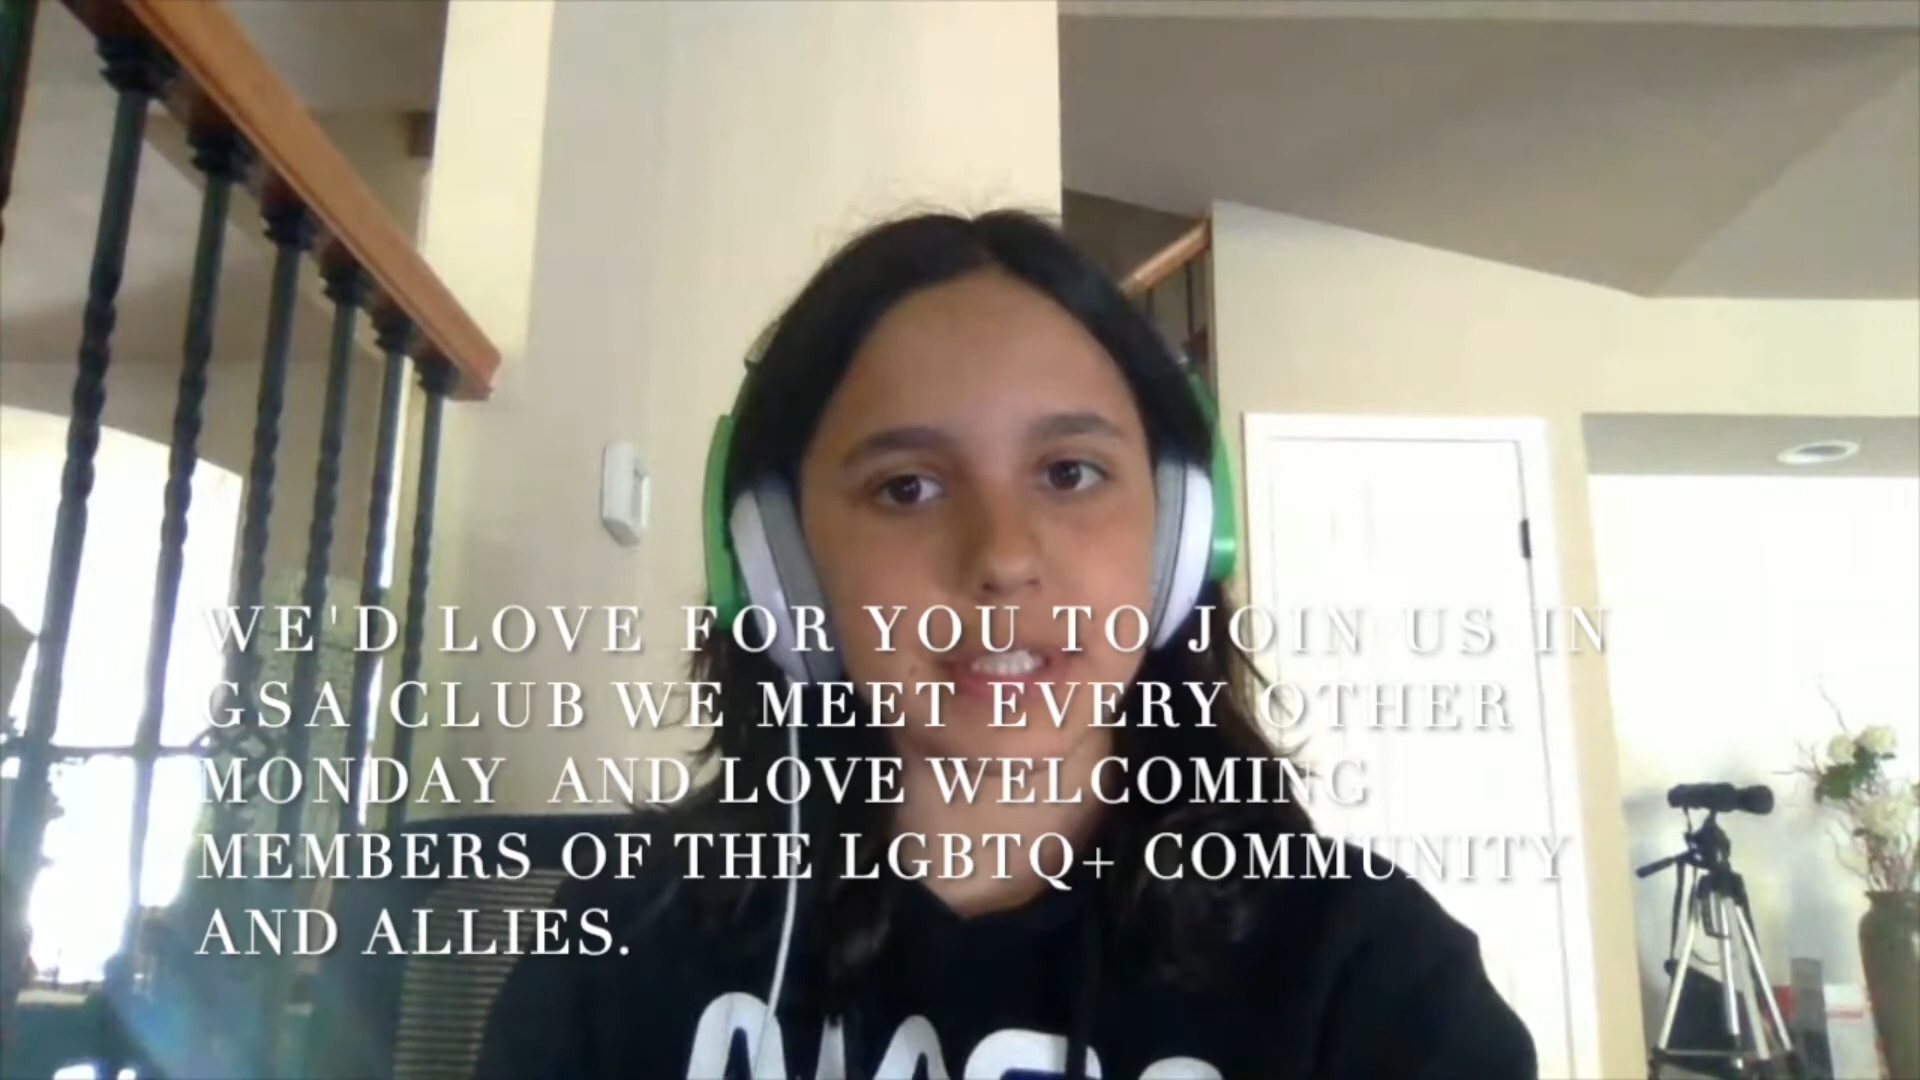 WE'D LOVE FOR YOU TO JOIN US IN
GSA CLUB WE MEET EVERY OTHER
MONDAY AND LOVE WELCOMING
MEMBERS OF THE LGBTQ+ COMMUNITY
AND ALLIES.